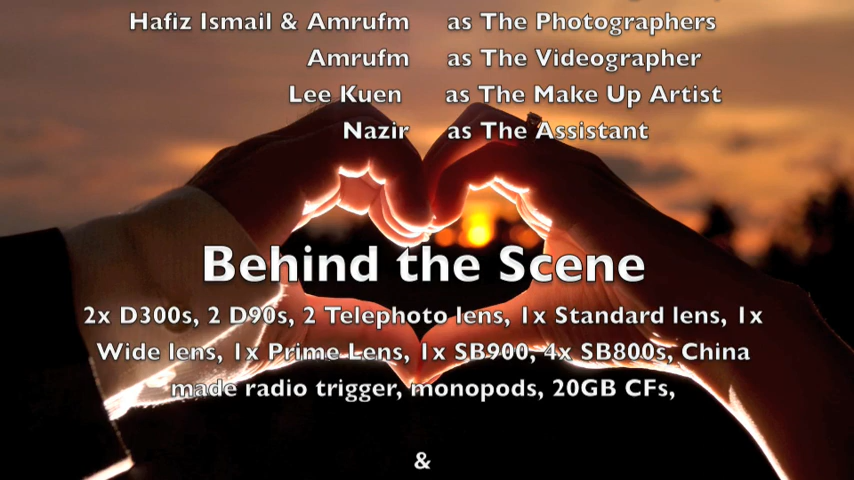 Hafiz Ismail & Amrufm as The Photographers
Amrufm as The Videographer
Lee Kuen as The Make Up Artist
Nazir as The Assistant
Behind the Scene
2x D300s, 2 D90s, 2 Telephoto lens, 1x Standard lens, 1x
Wide lens, 1x Prime Lens, 1x SB900, 4x SB800s, China
made radio trigger, monopods, 20GB CFs,
&